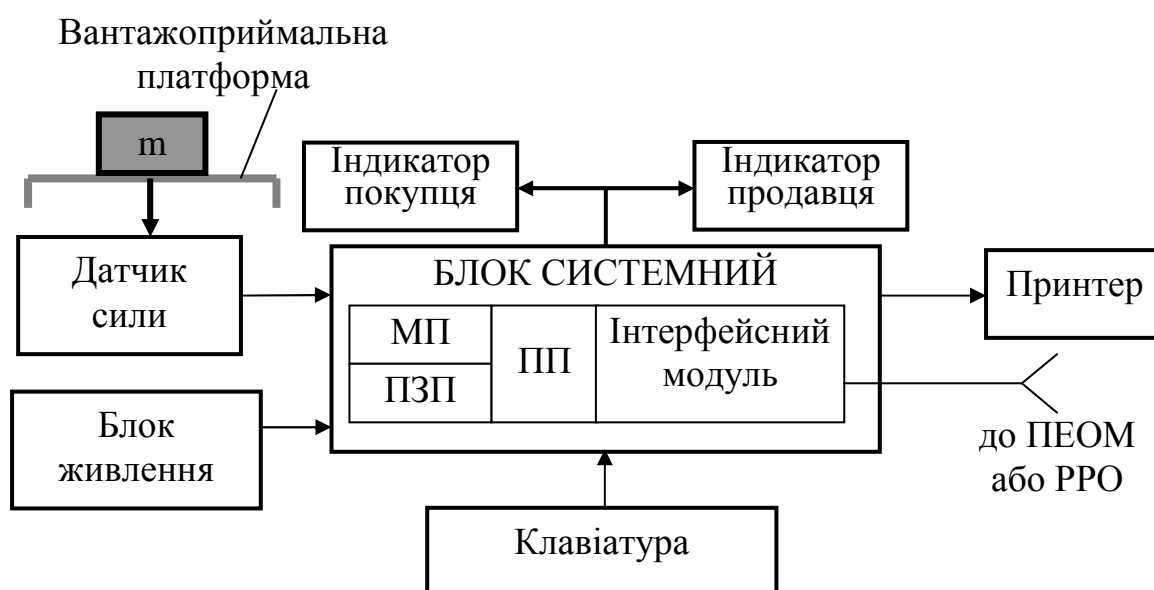 Вантажоприймальна
платформа
m
Індикатор
покупця
Індикатор
продавця
Датчик
сили
БЛОК СИСТЕМНИЙ
МП
ПЗП
ПП
Інтерфейсний
модуль
Принтер
Блок
живлення
до ПЕОМ
або РРО
Клавіатура